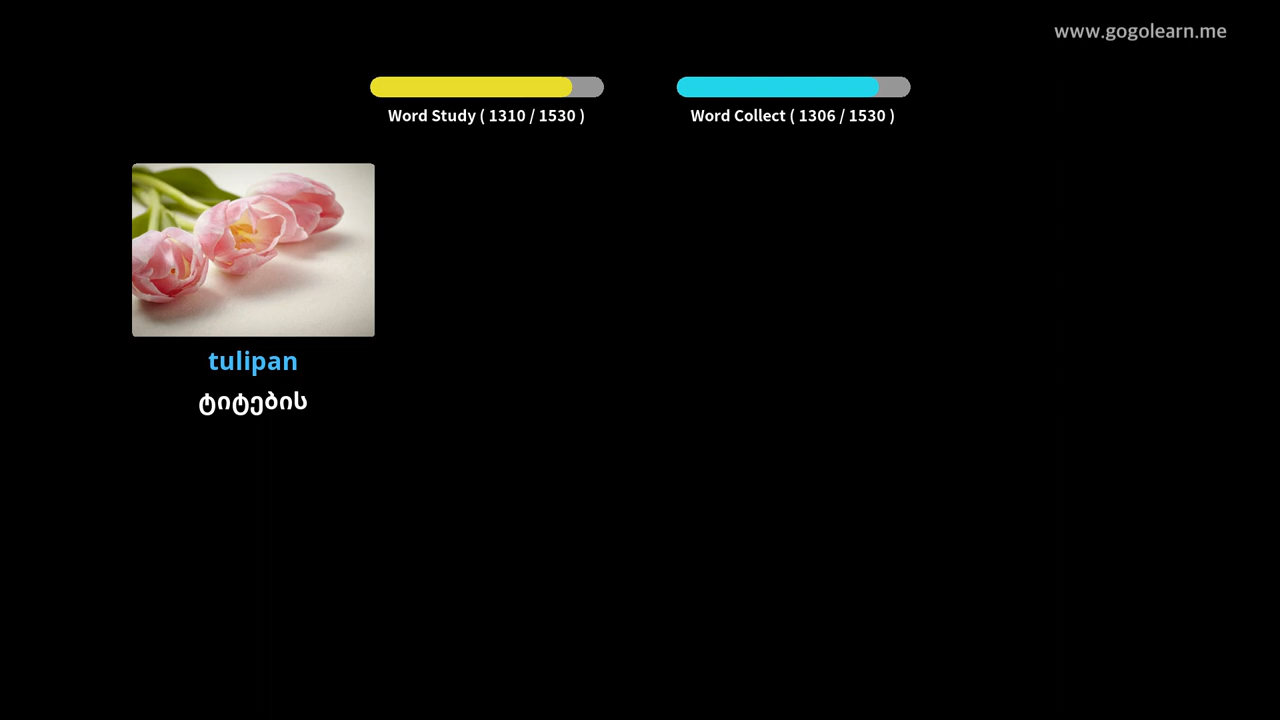 www.gogolearn.me
Word Study ( 1310 / 1530 )
Word Collect ( 1306 / 1530 )
tulipan
ტიტების